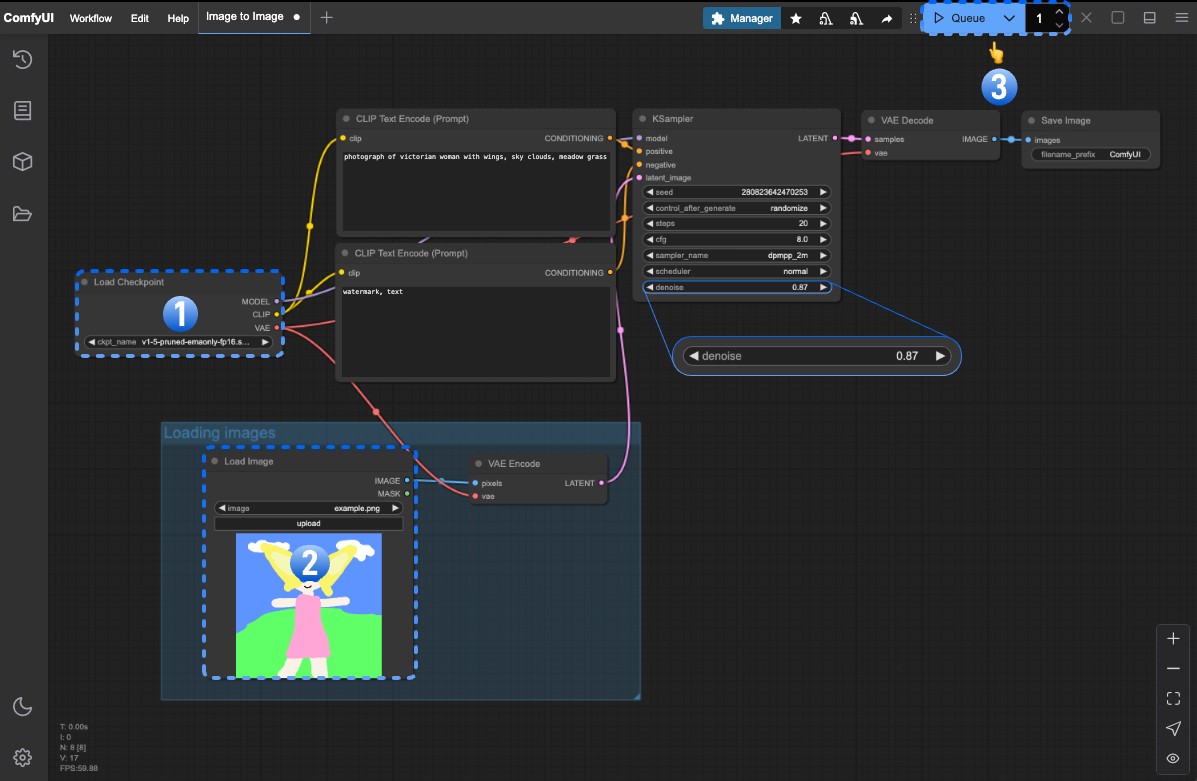 ComfyUI Workflow Edit Help Image to Image Manager Queue 1
3
CLIP Text Encode (Prompt)
clip CONDITIONING
photograph of victorian woman with wings, sky clouds, meadow grass
KSampler
model LATENT
positive
negative
latent_image
seed 280823642470253
control_after_generate randomize
steps 20
cfg 8.0
sampler_name dpmpp_2m
scheduler normal
denoise 0.87
VAE Decode
samples IMAGE
vae
Save Image
images
filename_prefix ComfyUI
CLIP Text Encode (Prompt)
clip CONDITIONING
watermark, text
Load Checkpoint
1
MODEL
CLIP
VAE
ckpt_name v1-5-pruned-emaonly-fp16.s...
denoise 0.87
Loading images
Load Image
IMAGE
MASK
image example.png
upload
2
VAE Encode
pixels LATENT
vae
T: 0.00s
I: 0
N: 8 [8]
V: 17
FPS:59.88